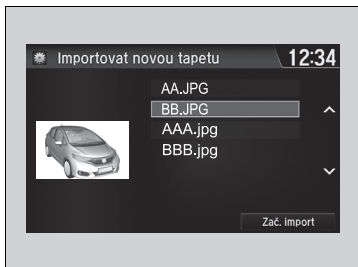 Importovat novou tapetu
12:34
AA.JPG
BB.JPG
AAA.jpg
BBB.jpg
Zač. import